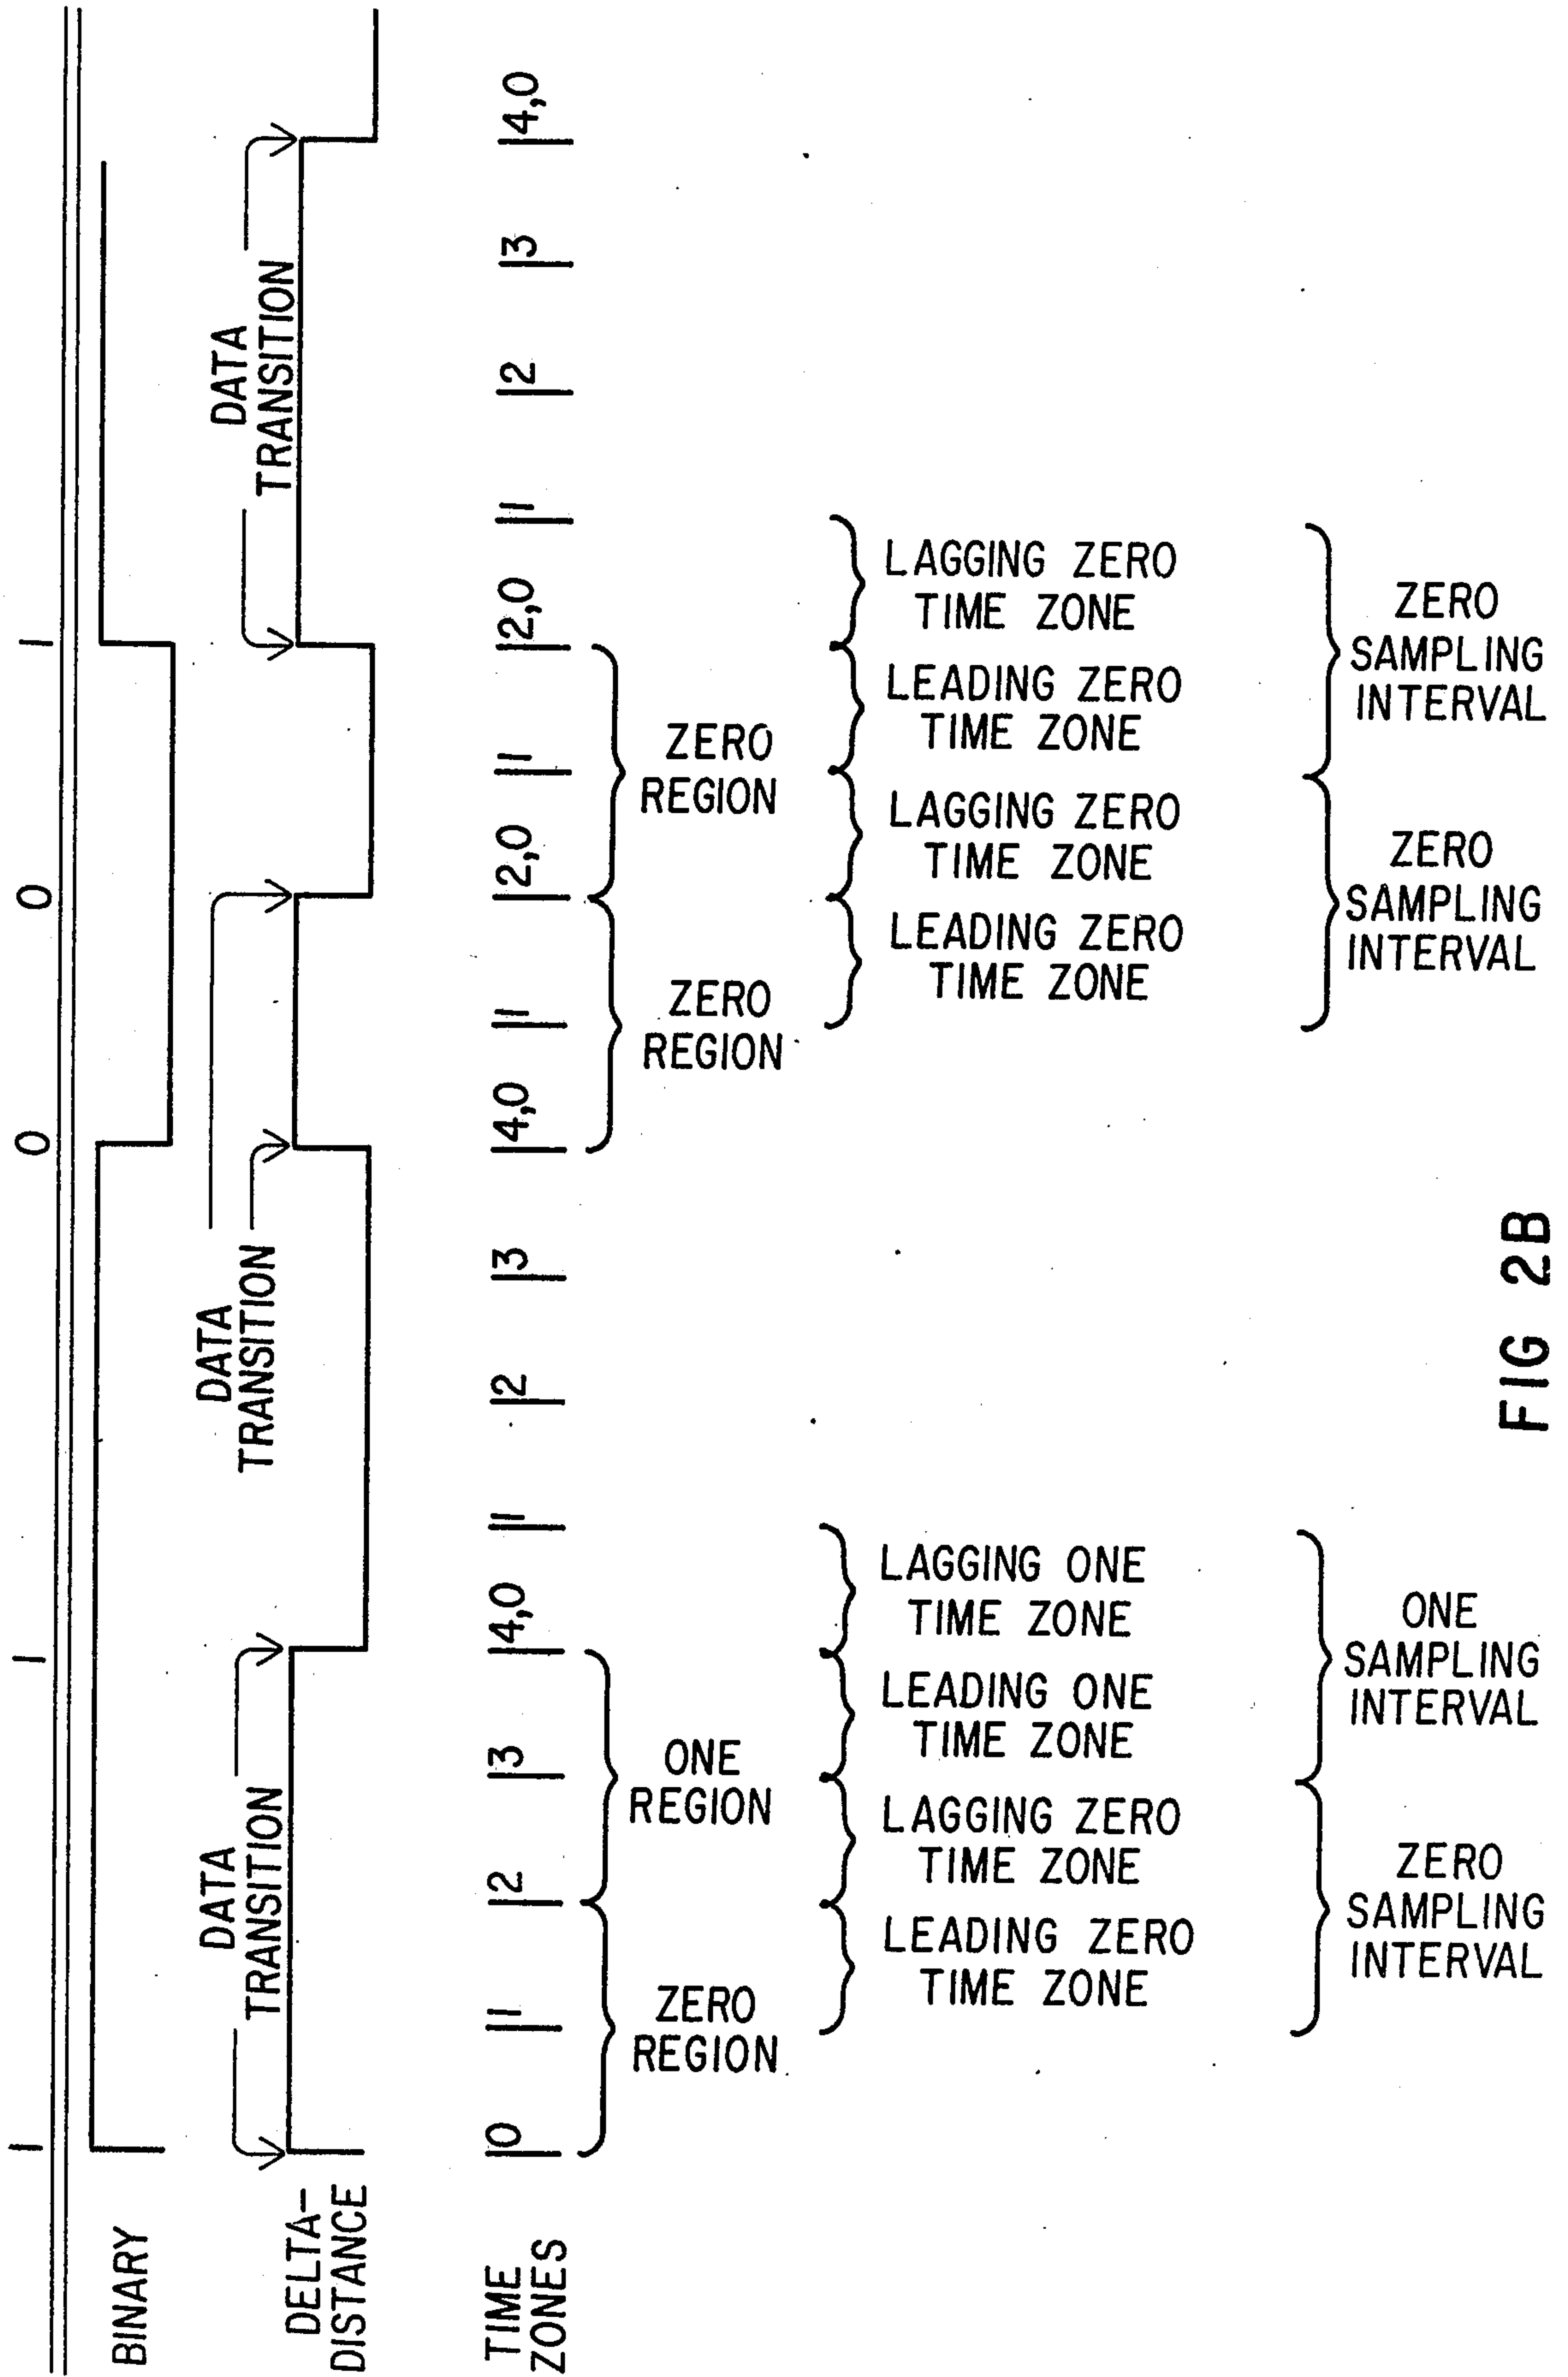 1 1 0 0 1
BINARY
DATA
TRANSITION
DATA
TRANSITION
DATA
TRANSITION
DELTA-
DISTANCE
TIME
ZONES
0 1 2 3 4,0 1 2 3 4,0 1 2,0 1 2,0 1 2 3 4,0
ZERO
REGION
ONE
REGION
ZERO
REGION
ZERO
REGION
LEADING ZERO
TIME ZONE
LAGGING ZERO
TIME ZONE
LEADING ONE
TIME ZONE
LAGGING ONE
TIME ZONE
LEADING ZERO
TIME ZONE
LAGGING ZERO
TIME ZONE
LEADING ZERO
TIME ZONE
LAGGING ZERO
TIME ZONE
ZERO
SAMPLING
INTERVAL
ONE
SAMPLING
INTERVAL
ZERO
SAMPLING
INTERVAL
ZERO
SAMPLING
INTERVAL
FIG 2B